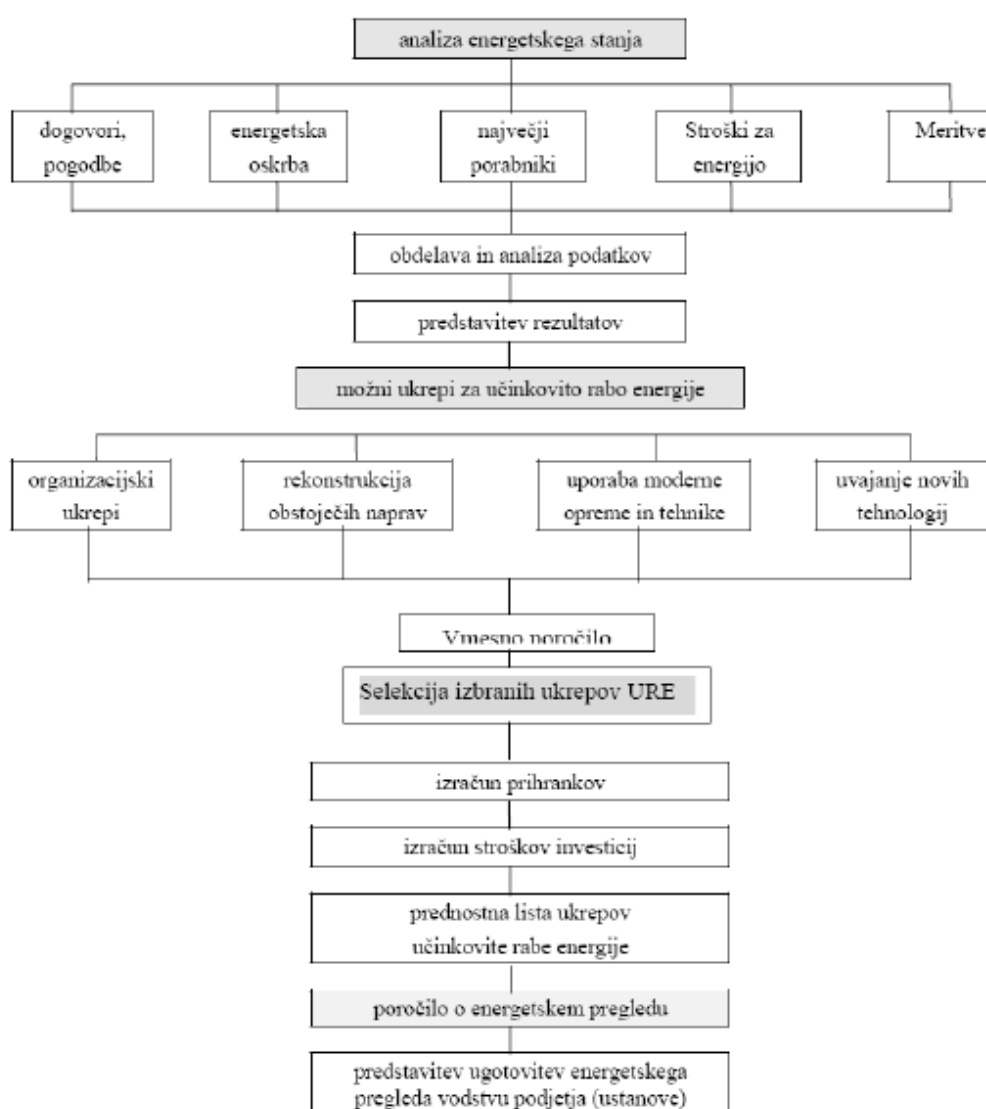 analiza energetskega stanja
dogovori,
pogodbe
energetska
oskrba
največji
porabniki
Stroški za
energijo
Meritve
obdelava in analiza podatkov
predstavitev rezultatov
možni ukrepi za učinkovito rabo energije
organizacijski
ukrepi
rekonstrukcija
obstoječih naprav
uporaba moderne
opreme in tehnike
uvajanje novih
tehnologij
Vmesno poročilo
Selekcija izbranih ukrepov URE
izračun prihrankov
izračun stroškov investicij
prednostna lista ukrepov
učinkovite rabe energije
poročilo o energetskem pregledu
predstavitev ugotovitev energetskega
pregleda vodstvu podjetja (ustanove)